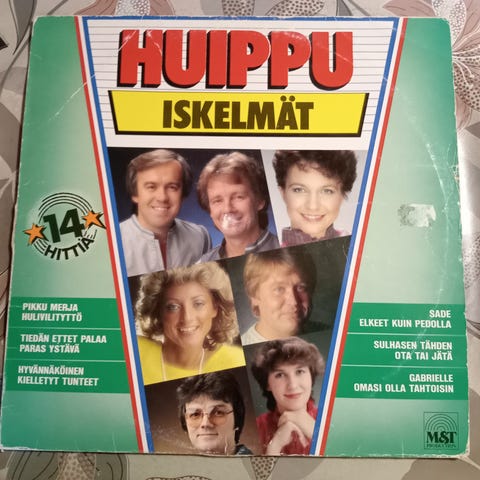 HUIPPU
ISKELMÄT
14
HITTIÄ
PIKKU MERJA
HULIVILITYTTÖ
TIEDÄN ETTET PALAA
PARAS YSTÄVÄ
HYVÄNNÄKÖINEN
KIELLETYT TUNTEET
SADE
ELKEET KUIN PEDOLLA
SULHASEN TÄHDEN
OTA TAI JÄTÄ
GABRIELLE
OMASI OLLA TAHTOISIN
M&T
PRODUCTION